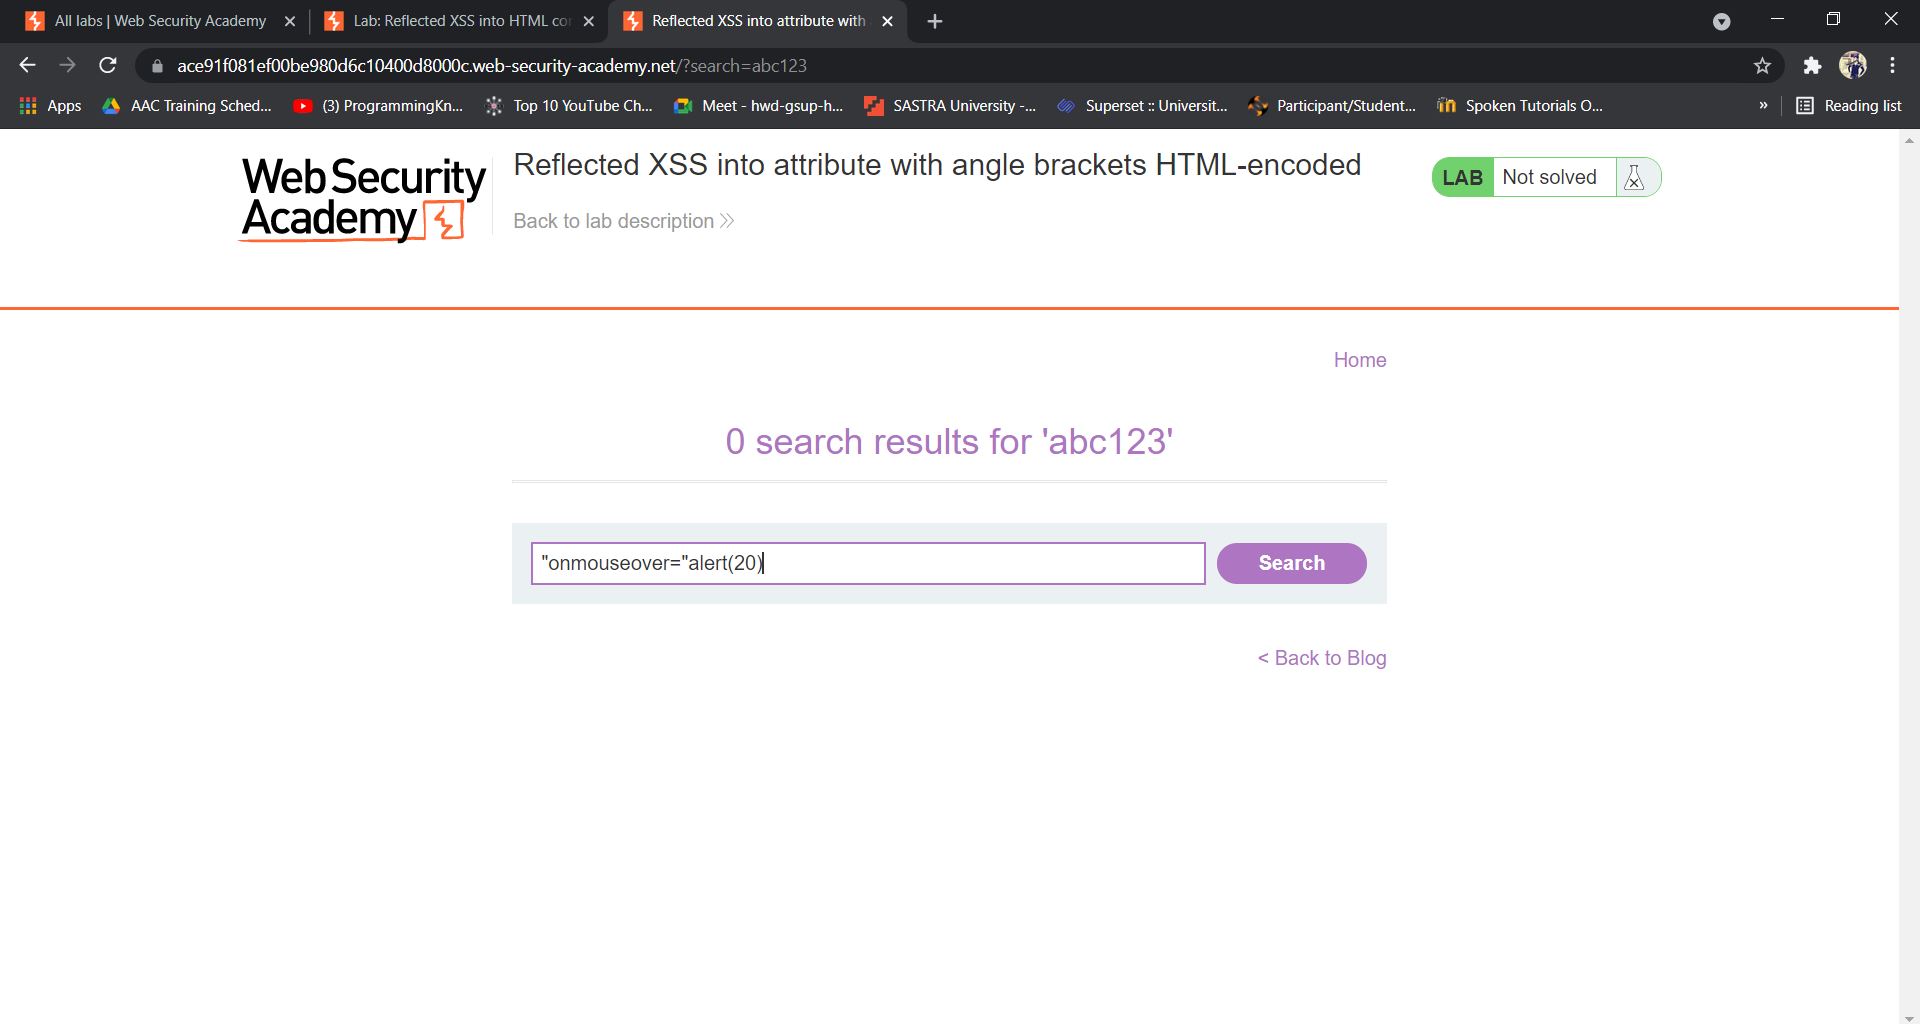 All labs | Web Security Academy
Lab: Reflected XSS into HTML con
Reflected XSS into attribute with
ace91f081ef00be980d6c10400d8000c.web-security-academy.net/?search=abc123
Apps
AAC Training Sched...
(3) ProgrammingKn...
Top 10 YouTube Ch...
Meet - hwd-gsup-h...
SASTRA University -...
Superset :: Universit...
Participant/Student...
Spoken Tutorials O...
»
Reading list
Web Security
Academy
Reflected XSS into attribute with angle brackets HTML-encoded
Back to lab description
LAB Not solved
Home
0 search results for 'abc123'
"onmouseover="alert(20)
Search
< Back to Blog